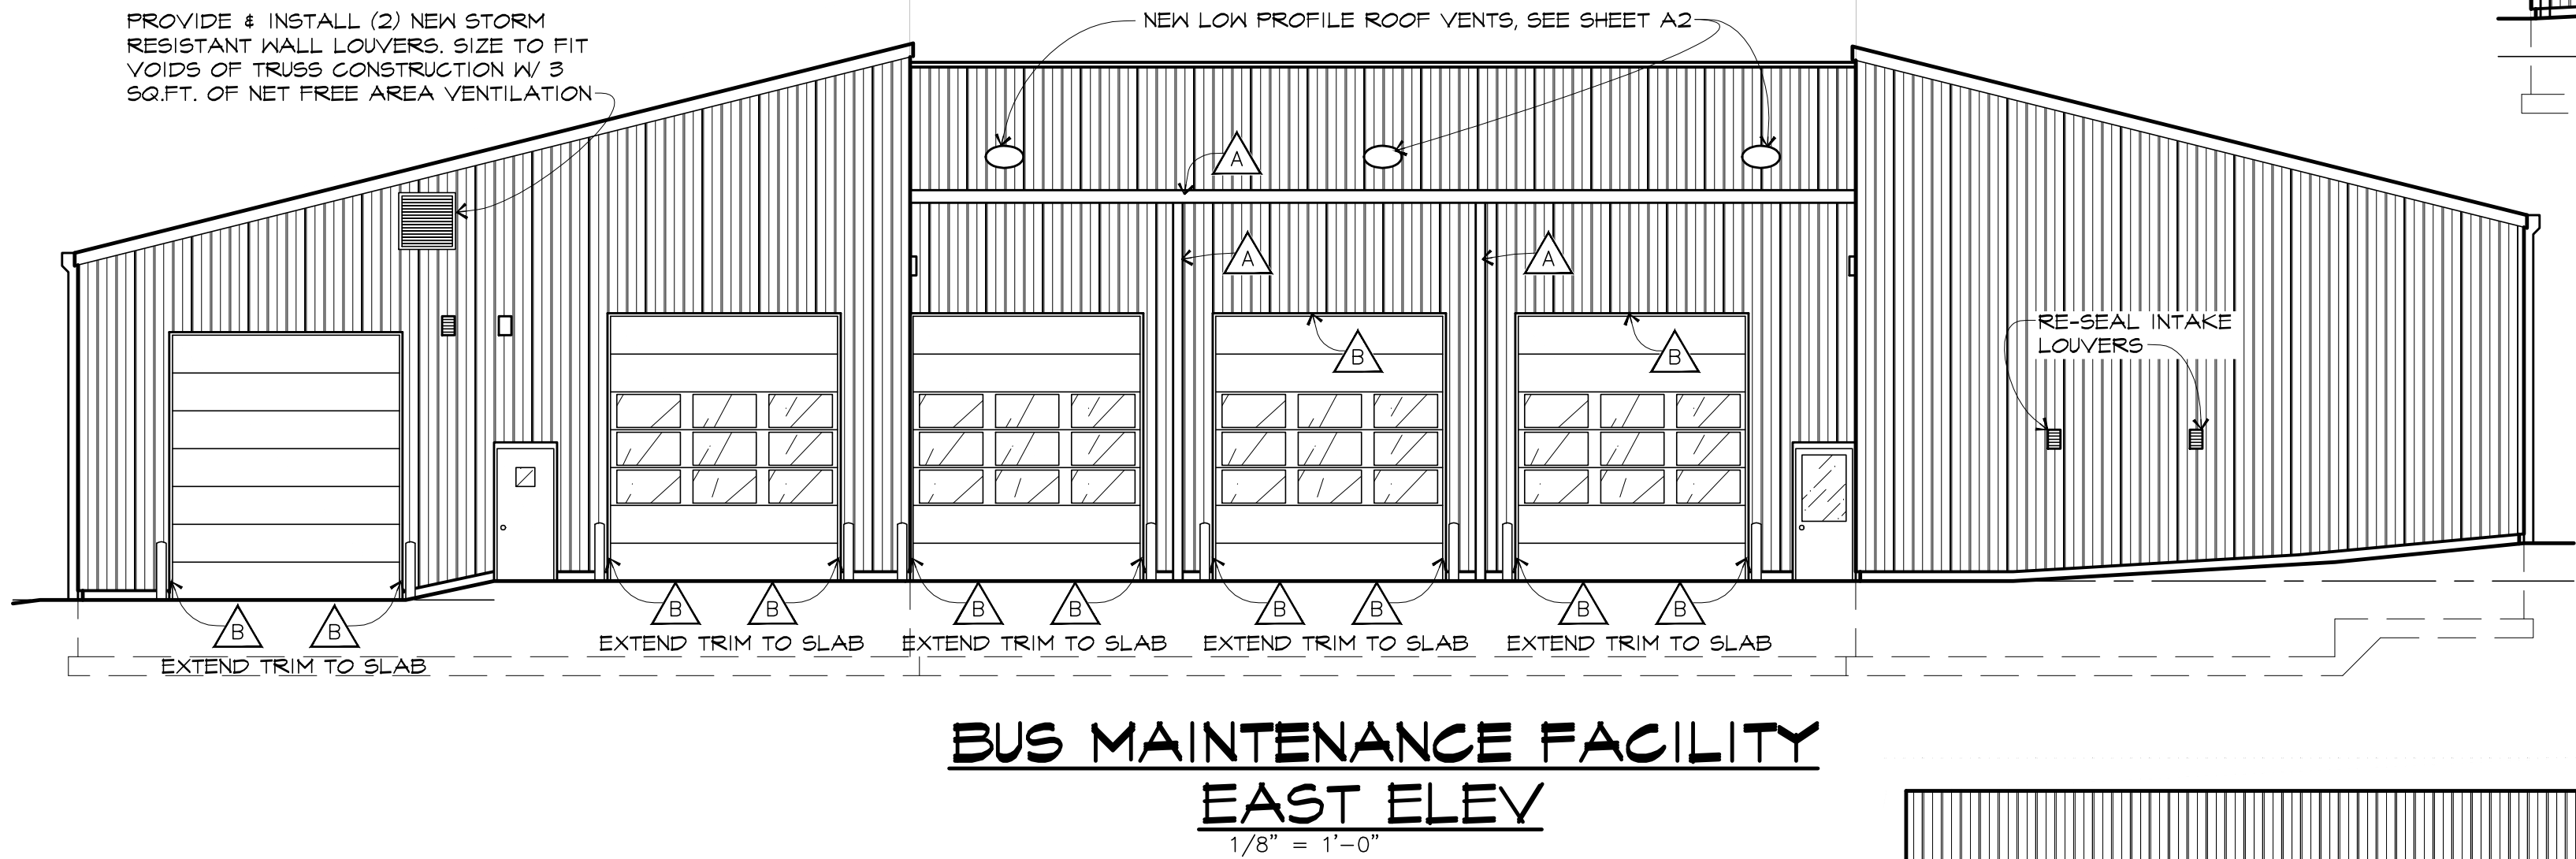 PROVIDE & INSTALL (2) NEW STORM
RESISTANT WALL LOUVERS. SIZE TO FIT
VOIDS OF TRUSS CONSTRUCTION W/ 3
SQ.FT. OF NET FREE AREA VENTILATION
NEW LOW PROFILE ROOF VENTS, SEE SHEET A2
A
A
A
RE-SEAL INTAKE
LOUVERS
B
B
B
B
B
B
B
B
B
B
B
B
EXTEND TRIM TO SLAB
EXTEND TRIM TO SLAB
EXTEND TRIM TO SLAB
EXTEND TRIM TO SLAB
EXTEND TRIM TO SLAB
BUS MAINTENANCE FACILITY
EAST ELEV
1/8" = 1'-0"